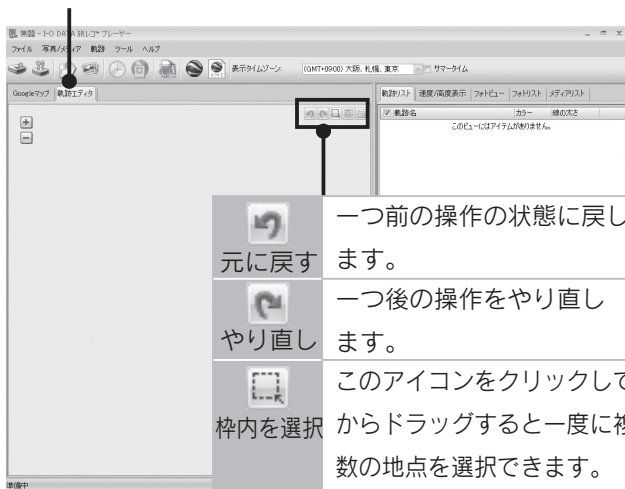 無題 - I-O DATA 旅レコ プレーヤー
ファイル 写真/メディア 軌跡 ツール ヘルプ
表示タイムゾーン (GMT+0900) 大阪、札幌、東京 サマータイム
Googleマップ 軌跡エディタ
軌跡リスト 速度/高度表示 フォトビュー フォトリスト メディアリスト
軌跡名 カラー 線の太さ
このビューにはアイテムがありません。
元に戻す
一つ前の操作の状態に戻し
ます。
やり直し
一つ後の操作をやり直し
ます。
枠内を選択
このアイコンをクリックして
からドラッグすると一度に複
数の地点を選択できます。
準備中